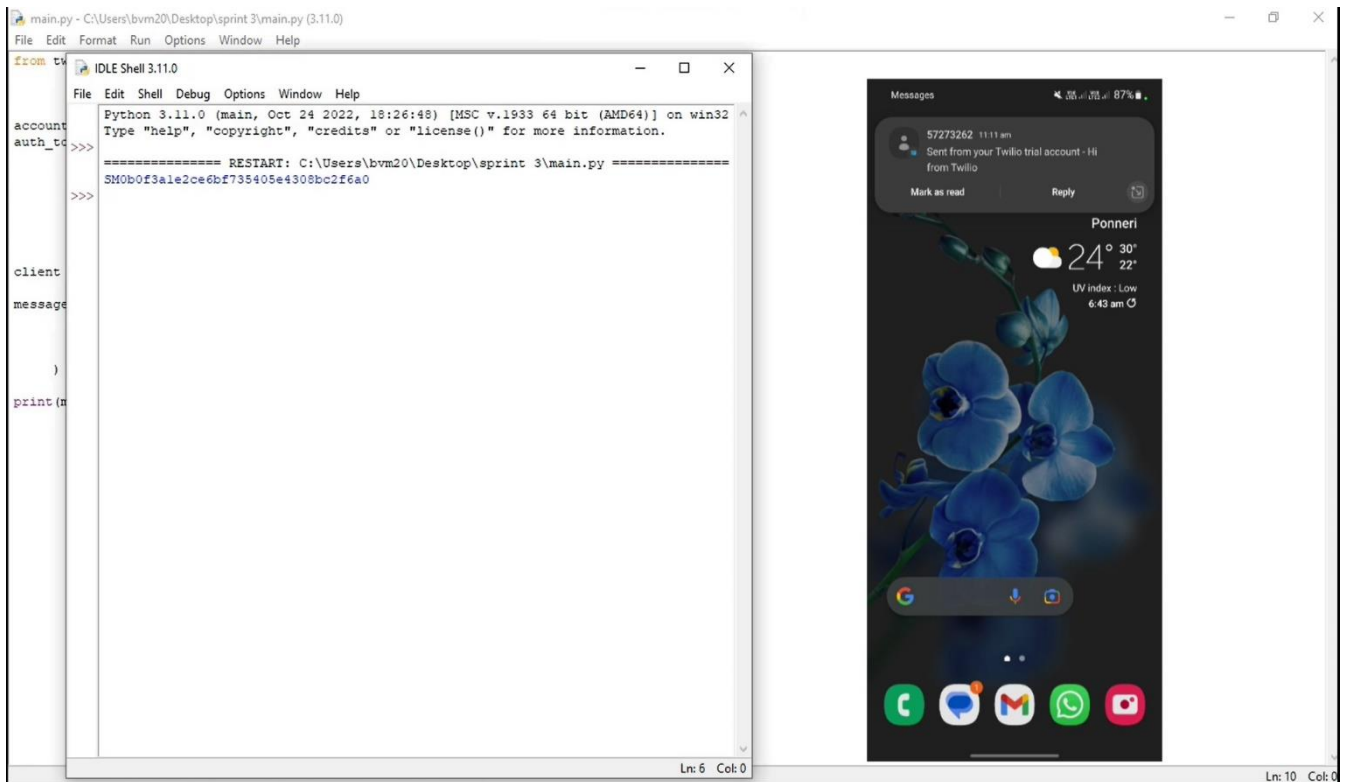 main.py - C:\Users\bvm20\Desktop\sprint 3\main.py (3.11.0)
File Edit Format Run Options Window Help
from tw
account
auth_to
client
message
)
print(m
IDLE Shell 3.11.0
File Edit Shell Debug Options Window Help
Python 3.11.0 (main, Oct 24 2022, 18:26:48) [MSC v.1933 64 bit (AMD64)] on win32
Type "help", "copyright", "credits" or "license()" for more information.
>>>
=============== RESTART: C:\Users\bvm20\Desktop\sprint 3\main.py ===============
SM0b0f3a1e2ce6bf735405e4308bc2f6a0
>>>
Ln: 6 Col: 0
Messages
87%
57273262 11:11 am
Sent from your Twilio trial account - Hi
from Twilio
Mark as read Reply
Ponneri
24° 30°
22°
UV index : Low
6:43 am
G
1
Ln: 10 Col: 0